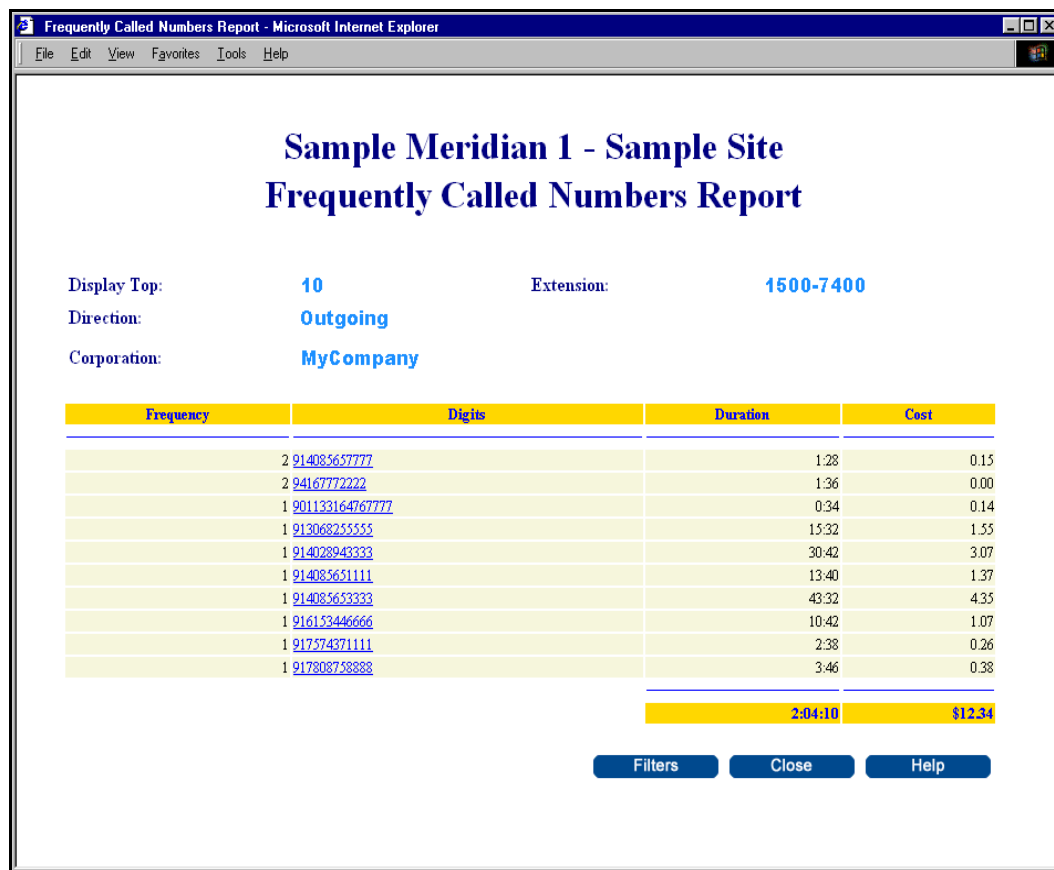 Frequently Called Numbers Report - Microsoft Internet Explorer
File Edit View Favorites Tools Help
Sample Meridian 1 - Sample Site
Frequently Called Numbers Report
Display Top: 10 Extension: 1500-7400
Direction: Outgoing
Corporation: MyCompany
Frequency Digits Duration Cost
2 914085657777 1:28 0.15
2 94167772222 1:36 0.00
1 901133164767777 0:34 0.14
1 913068255555 15:32 1.55
1 914028943333 30:42 3.07
1 914085651111 13:40 1.37
1 914085653333 43:32 4.35
1 916153446666 10:42 1.07
1 917574371111 2:38 0.26
1 917808758888 3:46 0.38
2:04:10 $12.34
Filters Close Help